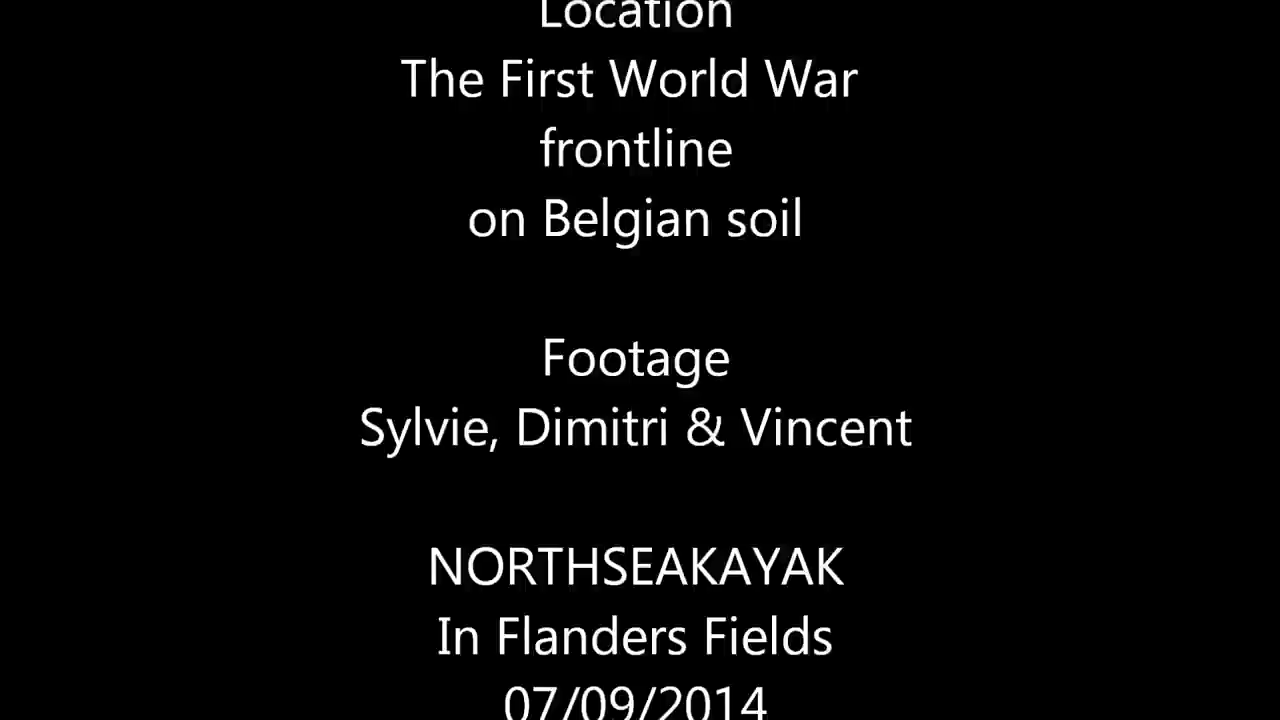 Location
The First World War
frontline
on Belgian soil
Footage
Sylvie, Dimitri & Vincent
NORTHSEAKAYAK
In Flanders Fields
07/09/2014